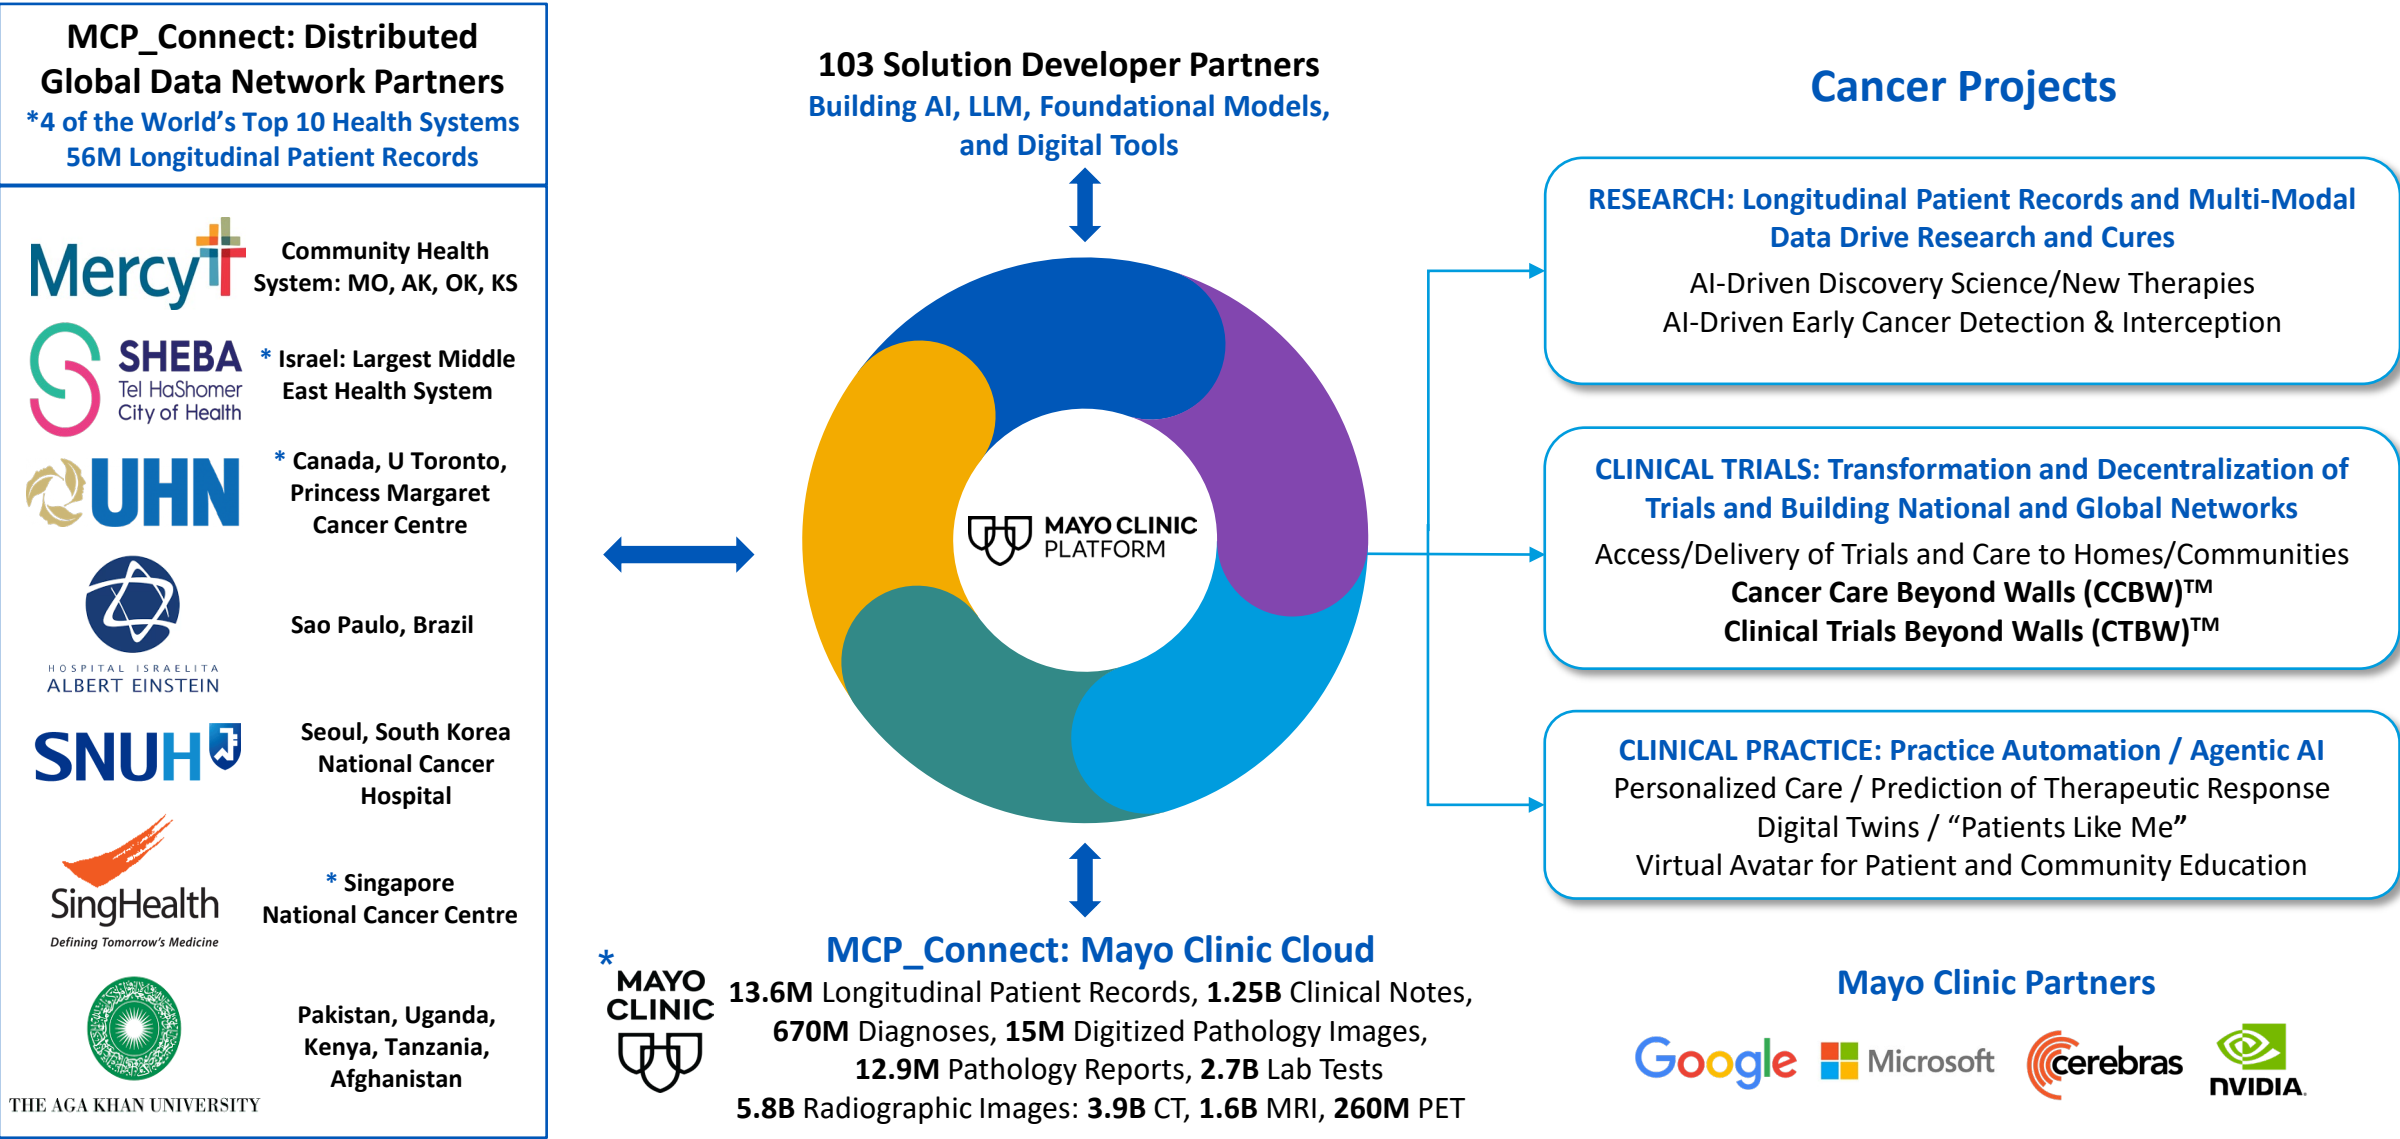 MCP_Connect: Distributed
Global Data Network Partners
*4 of the World's Top 10 Health Systems
56M Longitudinal Patient Records
Mercy
Community Health
System: MO, AK, OK, KS
SHEBA
Tel HaShomer
City of Health
* Israel: Largest Middle
East Health System
UHN
* Canada, U Toronto,
Princess Margaret
Cancer Centre
HOSPITAL ISRAELITA
ALBERT EINSTEIN
Sao Paulo, Brazil
SNUH
Seoul, South Korea
National Cancer
Hospital
SingHealth
Defining Tomorrow's Medicine
* Singapore
National Cancer Centre
THE AGA KHAN UNIVERSITY
Pakistan, Uganda,
Kenya, Tanzania,
Afghanistan
103 Solution Developer Partners
Building AI, LLM, Foundational Models,
and Digital Tools
MAYO CLINIC
PLATFORM
*
MAYO
CLINIC
MCP_Connect: Mayo Clinic Cloud
13.6M Longitudinal Patient Records, 1.25B Clinical Notes,
670M Diagnoses, 15M Digitized Pathology Images,
12.9M Pathology Reports, 2.7B Lab Tests
5.8B Radiographic Images: 3.9B CT, 1.6B MRI, 260M PET
Cancer Projects
RESEARCH: Longitudinal Patient Records and Multi-Modal
Data Drive Research and Cures
AI-Driven Discovery Science/New Therapies
AI-Driven Early Cancer Detection & Interception
CLINICAL TRIALS: Transformation and Decentralization of
Trials and Building National and Global Networks
Access/Delivery of Trials and Care to Homes/Communities
Cancer Care Beyond Walls (CCBW)™
Clinical Trials Beyond Walls (CTBW)™
CLINICAL PRACTICE: Practice Automation / Agentic AI
Personalized Care / Prediction of Therapeutic Response
Digital Twins / “Patients Like Me”
Virtual Avatar for Patient and Community Education
Mayo Clinic Partners
Google
Microsoft
cerebras
NVIDIA.